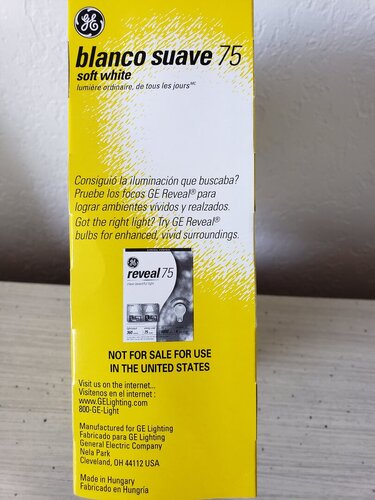 GE
blanco suave 75
soft white
lumière ordinaire, de tous les jours MC
Consiguió la iluminación que buscaba?
Pruebe los focos GE Reveal® para
lograr ambientes vívidos y realzados.
Got the right light? Try GE Reveal®
bulbs for enhanced, vivid surroundings.
GE
reveal 75
NOT FOR SALE FOR USE
IN THE UNITED STATES
Visit us on the internet...
Visitenos en el internet :
www.GELighting.com
800-GE-Light
Manufactured for GE Lighting
Fabricado para GE Lighting
General Electric Company
Nela Park
Cleveland, OH 44112 USA
Made in Hungary
Fabricado en Hungría